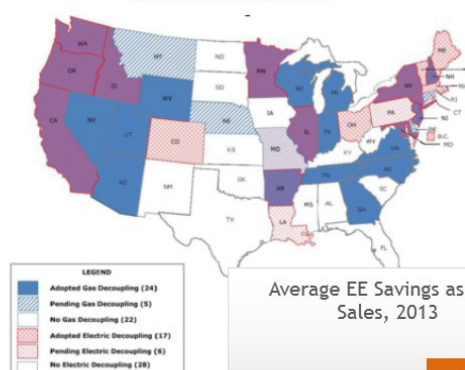 WA
MT
ND
MN
OR
ID
SD
WI
MI
WY
NY
ME
NH
RI
CT
NJ
DE
D.C.
MD
IA
NE
PA
OH
IN
IL
NV
UT
CO
CA
KS
MO
KY
WV
VA
NC
TN
AZ
NM
OK
AR
SC
MS
AL
GA
TX
LA
FL
LEGEND
Adopted Gas Decoupling (24)
Pending Gas Decoupling (5)
No Gas Decoupling (22)
Adopted Electric Decoupling (17)
Pending Electric Decoupling (6)
No Electric Decoupling (28)
Average EE Savings as
Sales, 2013